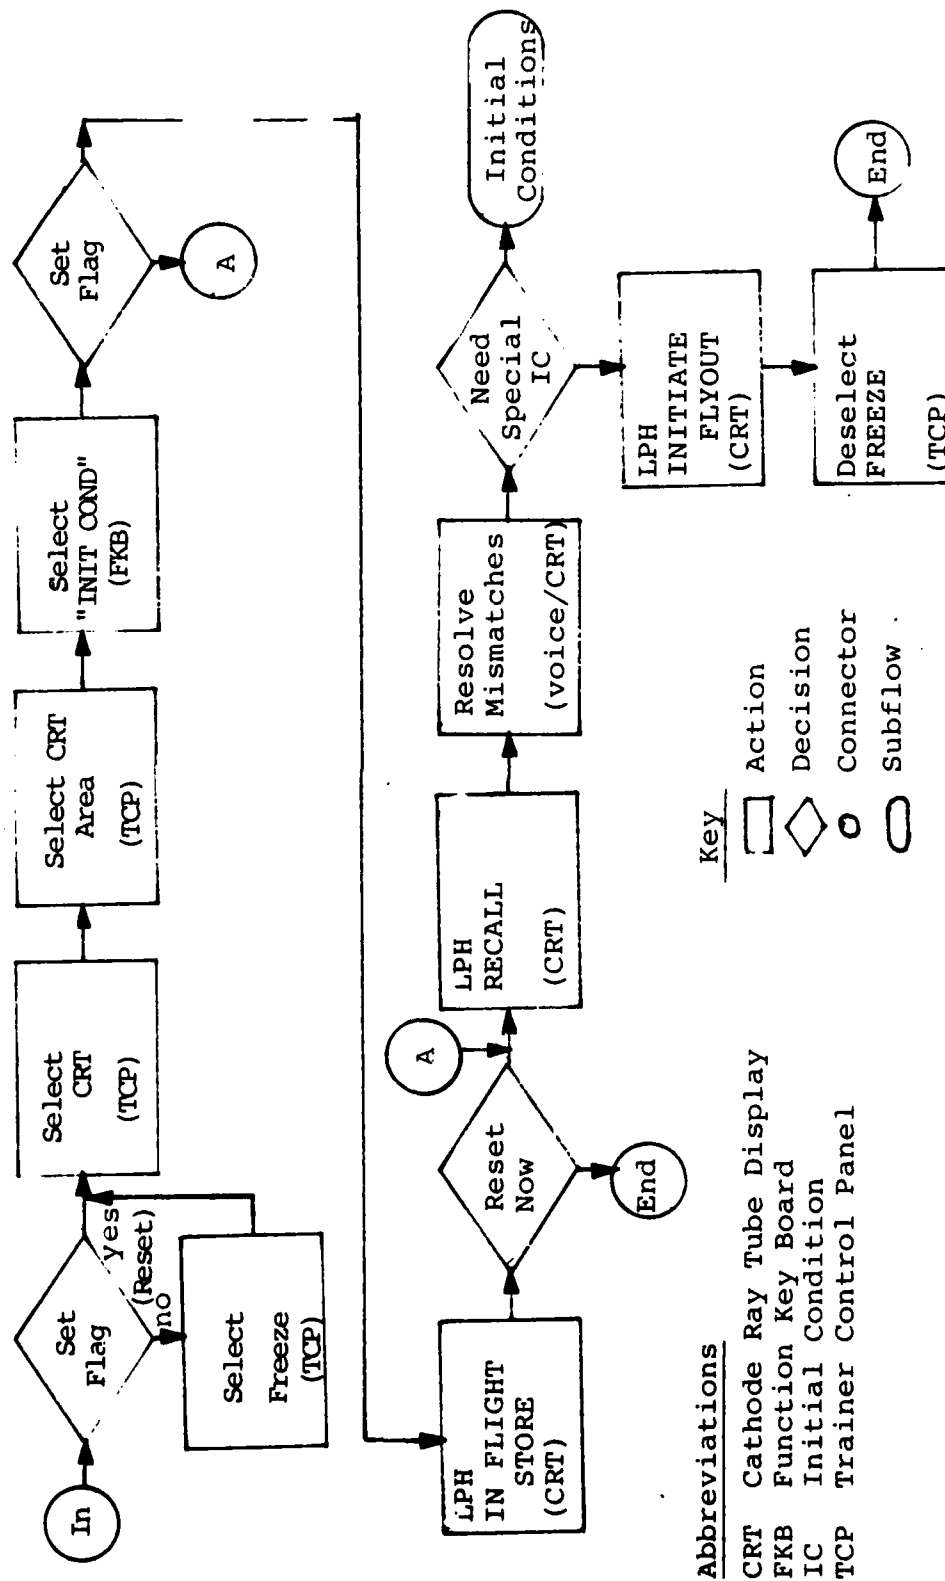 In
Set
Flag
yes
(Reset)
no
Select
Freeze
(TCP)
Select
CRT
(TCP)
Select CRT
Area
(TCP)
Select
"INIT COND"
(FKB)
Set
Flag
A
LPH
IN FLIGHT
STORE
(CRT)
Reset
Now
End
A
LPH
RECALL
(CRT)
Resolve
Mismatches
(voice/CRT)
Need
Special
IC
Initial
Conditions
LPH
INITIATE
FLYOUT
(CRT)
Deselect
FREEZE
(TCP)
End
Abbreviations
CRT Cathode Ray Tube Display
FKB Function Key Board
IC Initial Condition
TCP Trainer Control Panel
Key
Action
Decision
Connector
Subflow